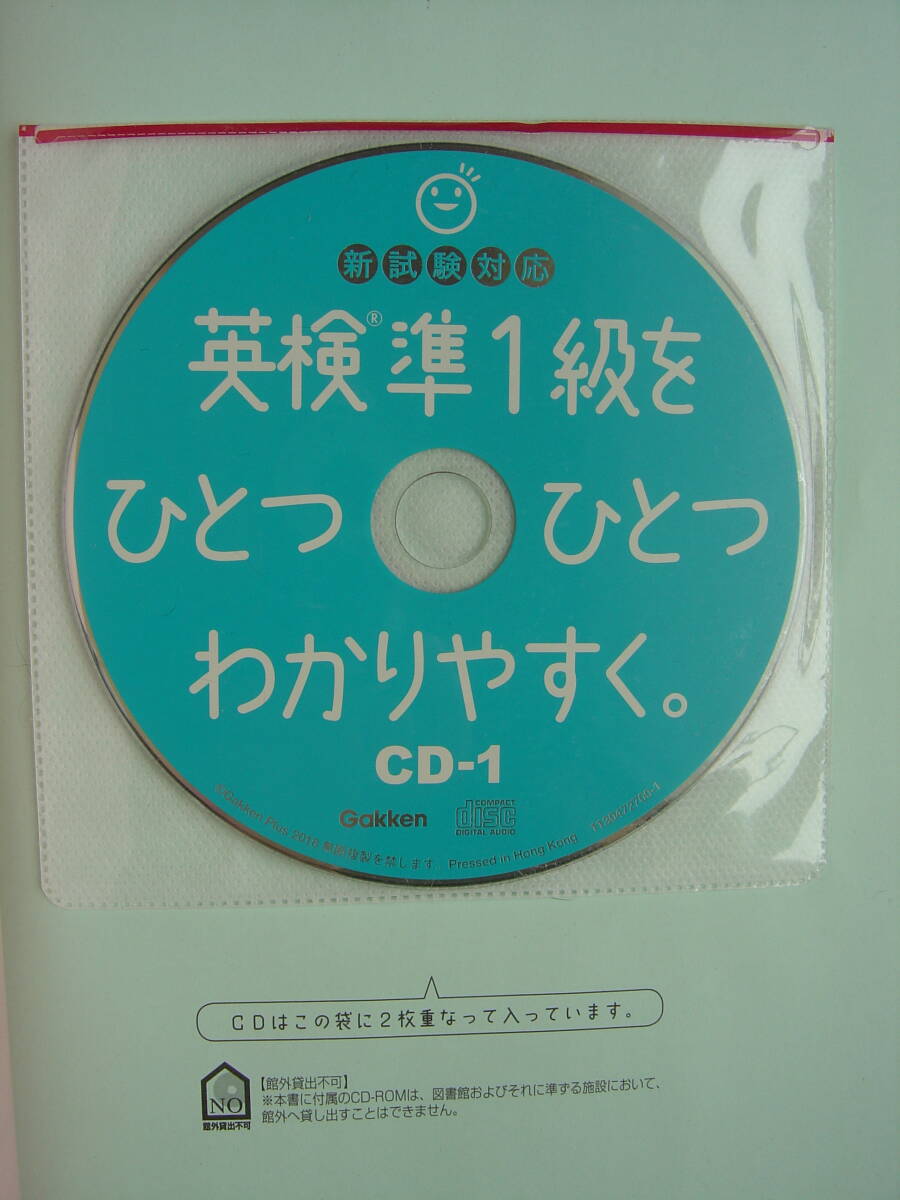 新試験対応
英検®準1級を
ひとつ ひとつ
わかりやすく。
CD-1
Gakken
COMPACT
disc
DIGITAL AUDIO
©Gakken Plus 2016 無断複製を禁じます。 Pressed in Hong Kong
CDはこの袋に2枚重なって入っています。
NO
館外貸出不可
【館外貸出不可】
※本書に付属のCD-ROMは、図書館およびそれに準ずる施設において、
館外へ貸し出すことはできません。